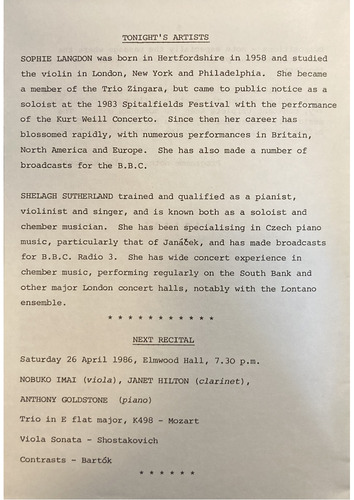 TONIGHT'S ARTISTS
SOPHIE LANGDON was born in Hertfordshire in 1958 and studied
the violin in London, New York and Philadelphia. She became
a member of the Trio Zingara, but came to public notice as a
soloist at the 1983 Spitalfields Festival with the performance
of the Kurt Weill Concerto. Since then her career has
blossomed rapidly, with numerous performances in Britain,
North America and Europe. She has also made a number of
broadcasts for the B.B.C.
SHELAGH SUTHERLAND trained and qualified as a pianist,
violinist and singer, and is known both as a soloist and
chember musician. She has been specialising in Czech piano
music, particularly that of Janáček, and has made broadcasts
for B.B.C. Radio 3. She has wide concert experience in
chember music, performing regularly on the South Bank and
other major London concert halls, notably with the Lontano
ensemble.
* * * * * * * * * * *
NEXT RECITAL
Saturday 26 April 1986, Elmwood Hall, 7.30 p.m.
NOBUKO IMAI (viola), JANET HILTON (clarinet),
ANTHONY GOLDSTONE (piano)
Trio in E flat major, K498 - Mozart
Viola Sonata - Shostakovich
Contrasts - Bartók
* * * * * *